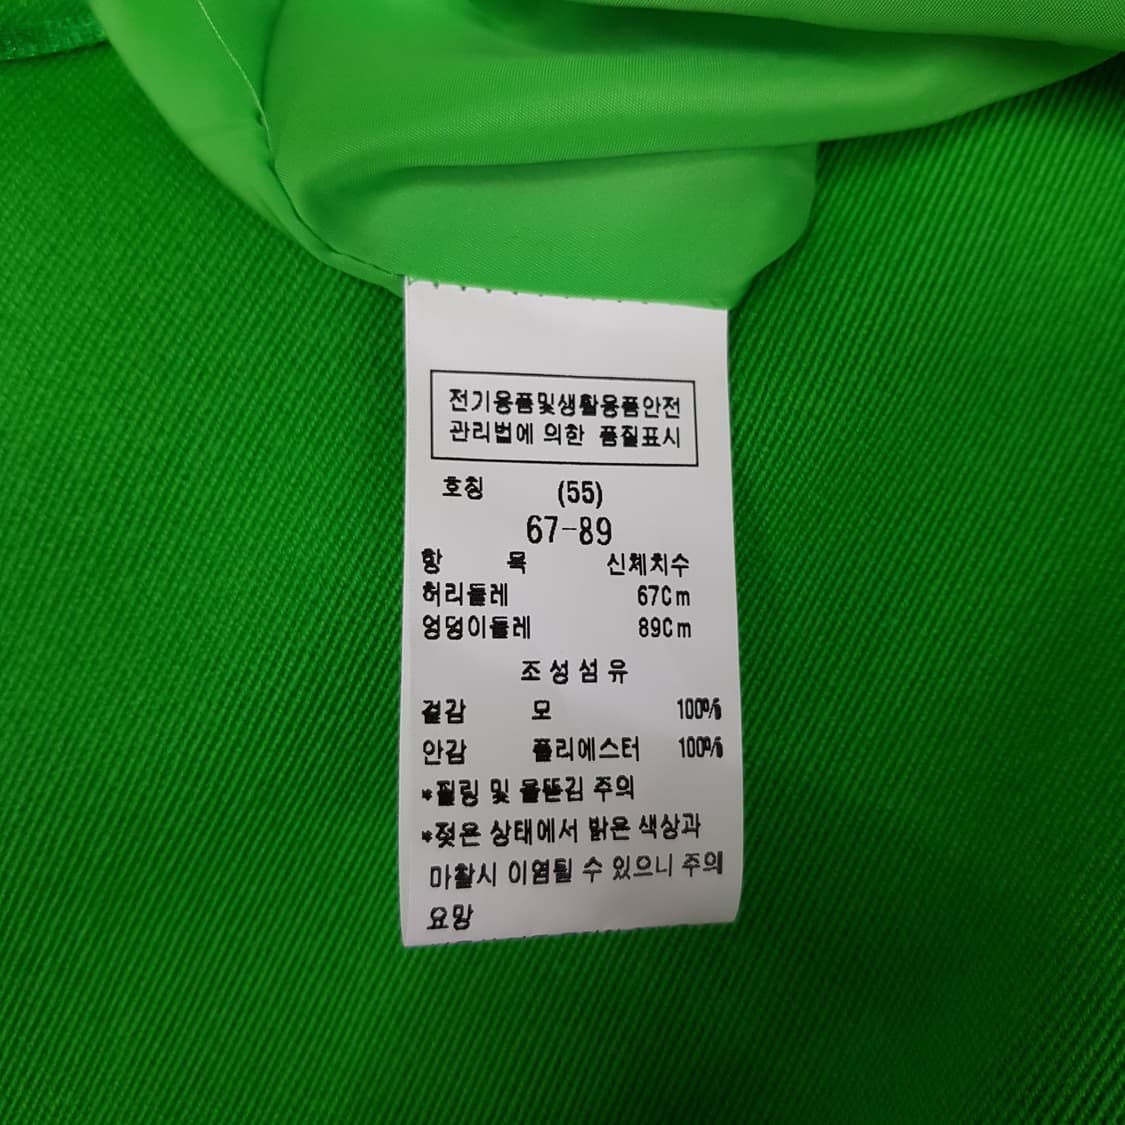 전기용품및생활용품안전
관리법에 의한 품질표시
호칭 (55)
67-89
항 목 신체치수
허리둘레 67Cm
엉덩이둘레 89Cm
조성섬유
겉감 모 100%
안감 폴리에스터 100%
*필링 및 올뜯김 주의
*젖은 상태에서 밝은 색상과
마찰시 이염될 수 있으니 주의
요망